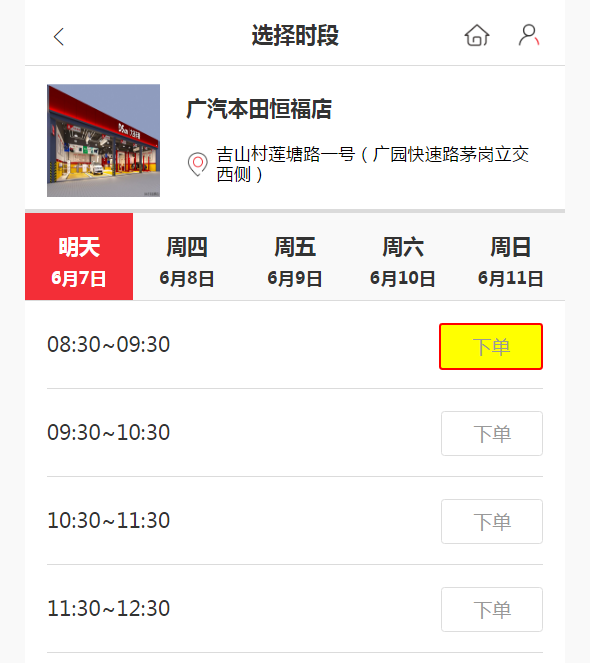 选择时段
广汽本田恒福店
吉山村莲塘路一号（广园快速路茅岗立交
西侧）
明天 周四 周五 周六 周日
6月7日 6月8日 6月9日 6月10日 6月11日
08:30~09:30 下单
09:30~10:30 下单
10:30~11:30 下单
11:30~12:30 下单